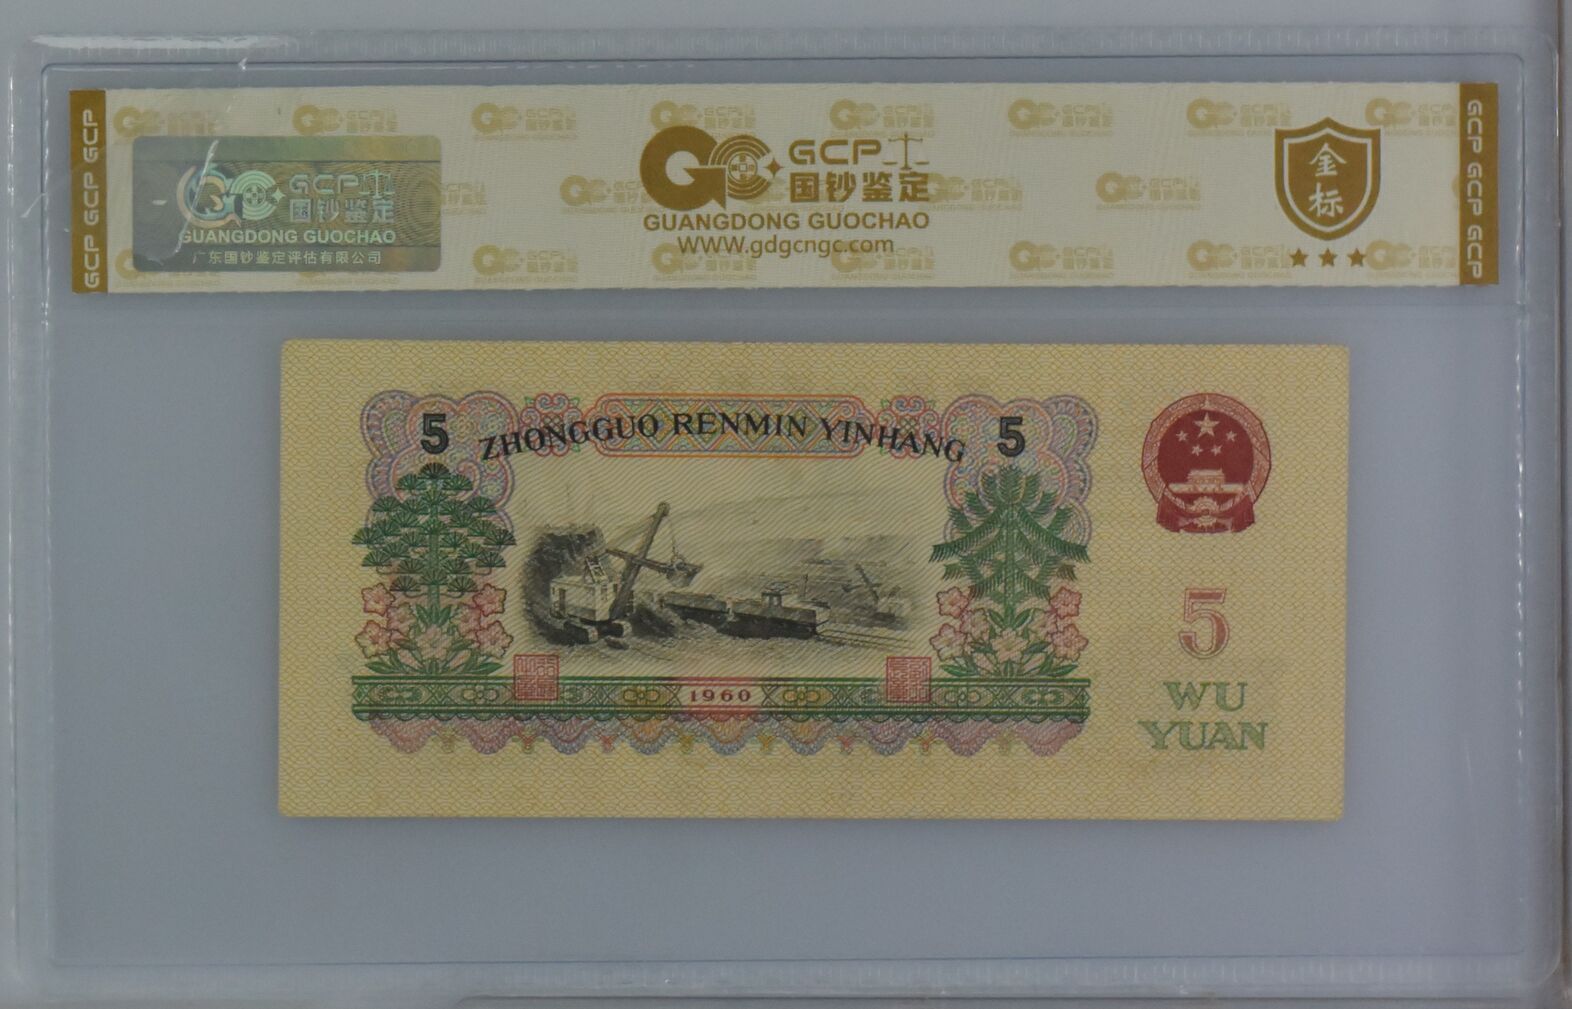 GCP GCP GCP
GCP
国钞鉴定
GUANGDONG GUOCHAO
广东国钞鉴定评估有限公司
GCP
国钞鉴定
GUANGDONG GUOCHAO
WWW.gdgcngc.com
金
标
GCP GCP GCP
5
ZHONGGUO RENMIN YINHANG
5
1960
5
WU
YUAN